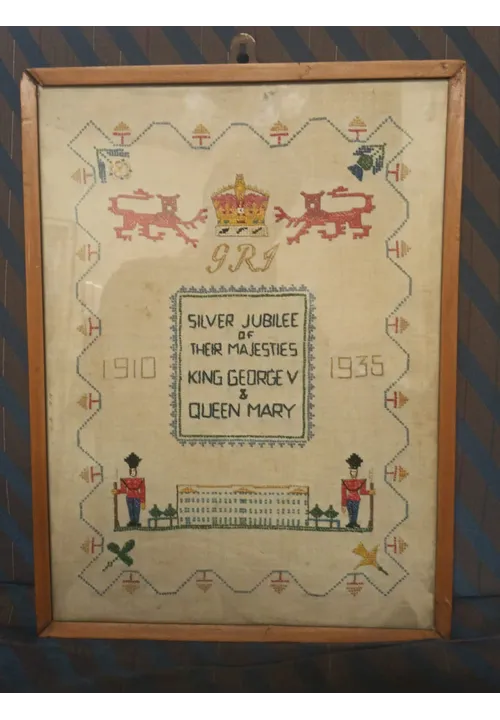 GRI
1910
SILVER JUBILEE
OF
THEIR MAJESTIES
KING GEORGE V
&
QUEEN MARY
1935